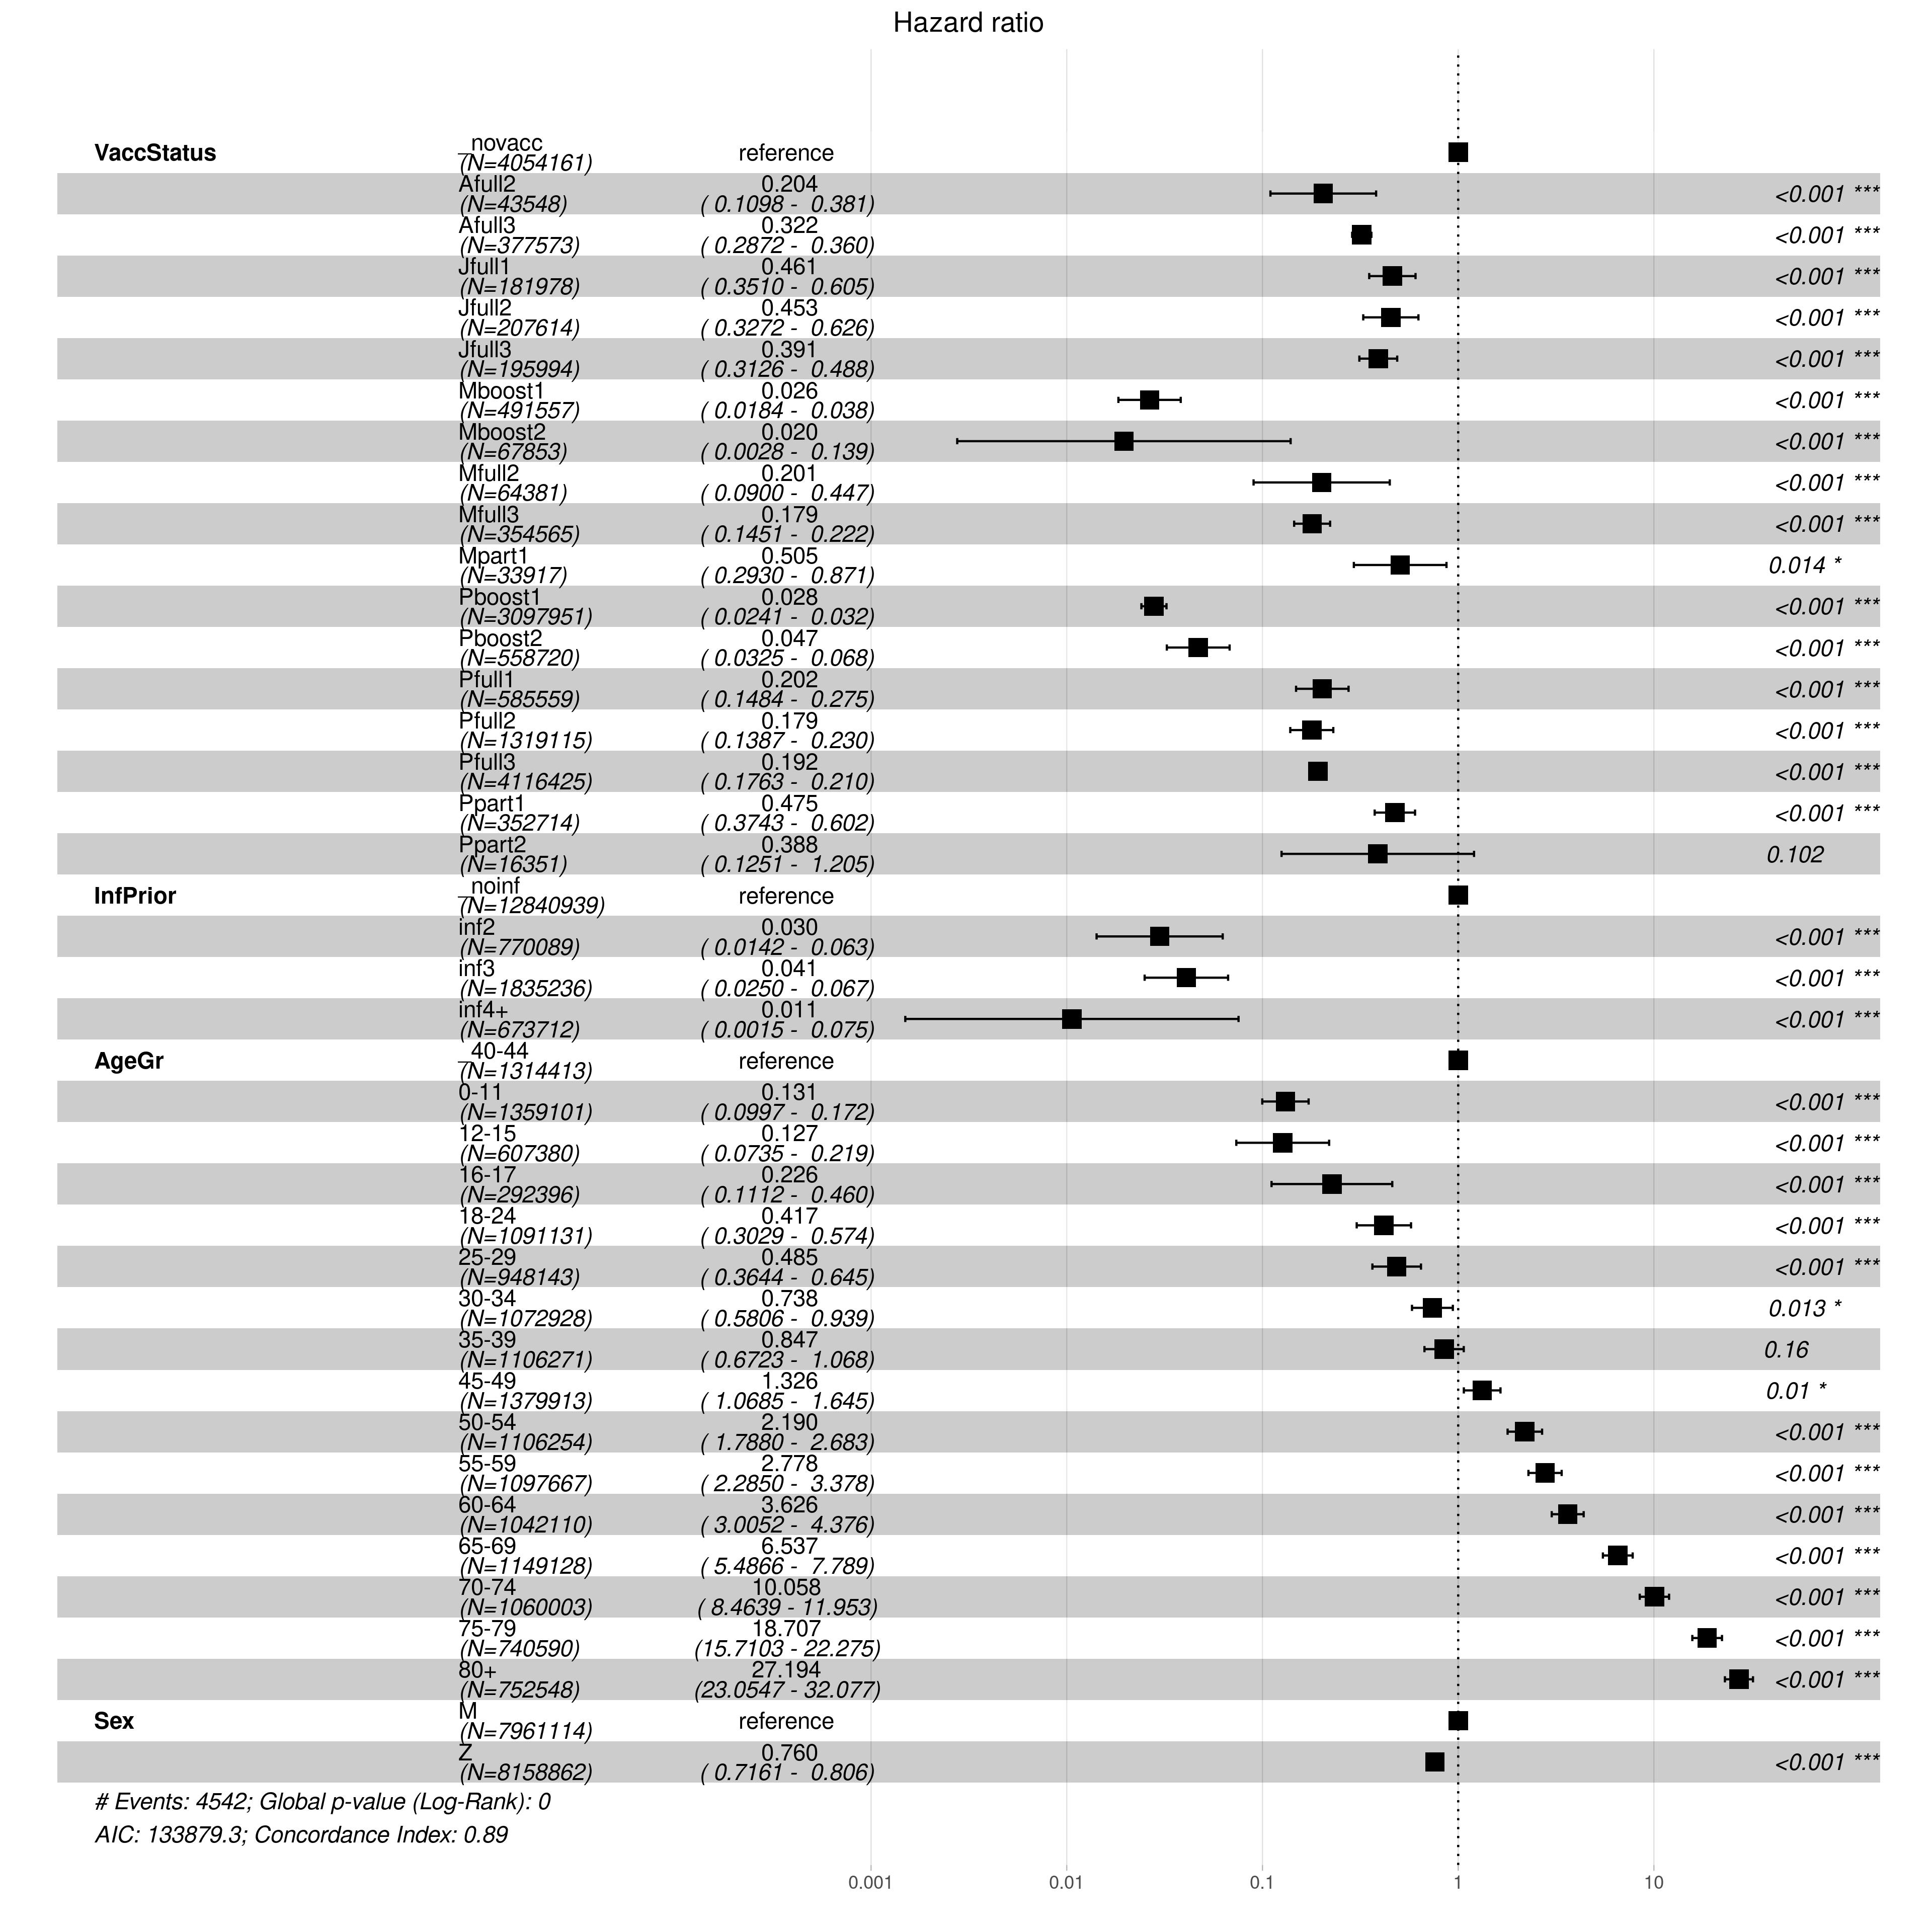 Hazard ratio
VaccStatus _novacc reference
(N=4054161)
Afull2 0.204 <0.001 ***
(N=43548) ( 0.1098 - 0.381)
Afull3 0.322 <0.001 ***
(N=377573) ( 0.2872 - 0.360)
Jfull1 0.461 <0.001 ***
(N=181978) ( 0.3510 - 0.605)
Jfull2 0.453 <0.001 ***
(N=207614) ( 0.3272 - 0.626)
Jfull3 0.391 <0.001 ***
(N=195994) ( 0.3126 - 0.488)
Mboost1 0.026 <0.001 ***
(N=491557) ( 0.0184 - 0.038)
Mboost2 0.020 <0.001 ***
(N=67853) ( 0.0028 - 0.139)
Mfull2 0.201 <0.001 ***
(N=64381) ( 0.0900 - 0.447)
Mfull3 0.179 <0.001 ***
(N=354565) ( 0.1451 - 0.222)
Mpart1 0.505 0.014 *
(N=33917) ( 0.2930 - 0.871)
Pboost1 0.028 <0.001 ***
(N=3097951) ( 0.0241 - 0.032)
Pboost2 0.047 <0.001 ***
(N=558720) ( 0.0325 - 0.068)
Pfull1 0.202 <0.001 ***
(N=585559) ( 0.1484 - 0.275)
Pfull2 0.179 <0.001 ***
(N=1319115) ( 0.1387 - 0.230)
Pfull3 0.192 <0.001 ***
(N=4116425) ( 0.1763 - 0.210)
Ppart1 0.475 <0.001 ***
(N=352714) ( 0.3743 - 0.602)
Ppart2 0.388 0.102
(N=16351) ( 0.1251 - 1.205)
InfPrior _noinf reference
(N=12840939)
inf2 0.030 <0.001 ***
(N=770089) ( 0.0142 - 0.063)
inf3 0.041 <0.001 ***
(N=1835236) ( 0.0250 - 0.067)
inf4+ 0.011 <0.001 ***
(N=673712) ( 0.0015 - 0.075)
AgeGr _40-44 reference
(N=1314413)
0-11 0.131 <0.001 ***
(N=1359101) ( 0.0997 - 0.172)
12-15 0.127 <0.001 ***
(N=607380) ( 0.0735 - 0.219)
16-17 0.226 <0.001 ***
(N=292396) ( 0.1112 - 0.460)
18-24 0.417 <0.001 ***
(N=1091131) ( 0.3029 - 0.574)
25-29 0.485 <0.001 ***
(N=948143) ( 0.3644 - 0.645)
30-34 0.738 0.013 *
(N=1072928) ( 0.5806 - 0.939)
35-39 0.847 0.16
(N=1106271) ( 0.6723 - 1.068)
45-49 1.326 0.01 *
(N=1379913) ( 1.0685 - 1.645)
50-54 2.190 <0.001 ***
(N=1106254) ( 1.7880 - 2.683)
55-59 2.778 <0.001 ***
(N=1097667) ( 2.2850 - 3.378)
60-64 3.626 <0.001 ***
(N=1042110) ( 3.0052 - 4.376)
65-69 6.537 <0.001 ***
(N=1149128) ( 5.4866 - 7.789)
70-74 10.058 <0.001 ***
(N=1060003) ( 8.4639 - 11.953)
75-79 18.707 <0.001 ***
(N=740590) (15.7103 - 22.275)
80+ 27.194 <0.001 ***
(N=752548) (23.0547 - 32.077)
Sex M reference
(N=7961114)
Z 0.760 <0.001 ***
(N=8158862) ( 0.7161 - 0.806)
# Events: 4542; Global p-value (Log-Rank): 0
AIC: 133879.3; Concordance Index: 0.89
0.001 0.01 0.1 1 10